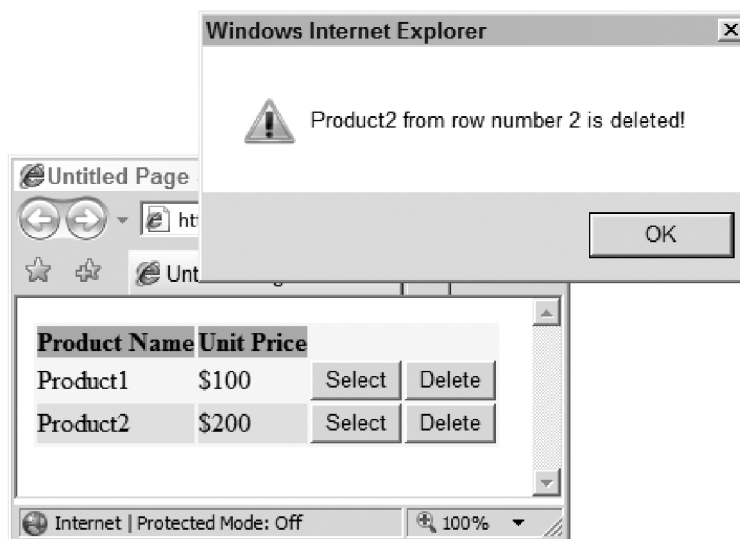 Windows Internet Explorer
Product2 from row number 2 is deleted!
OK
Untitled Page
Product Name Unit Price
Product1 $100 Select Delete
Product2 $200 Select Delete
Internet | Protected Mode: Off 100%